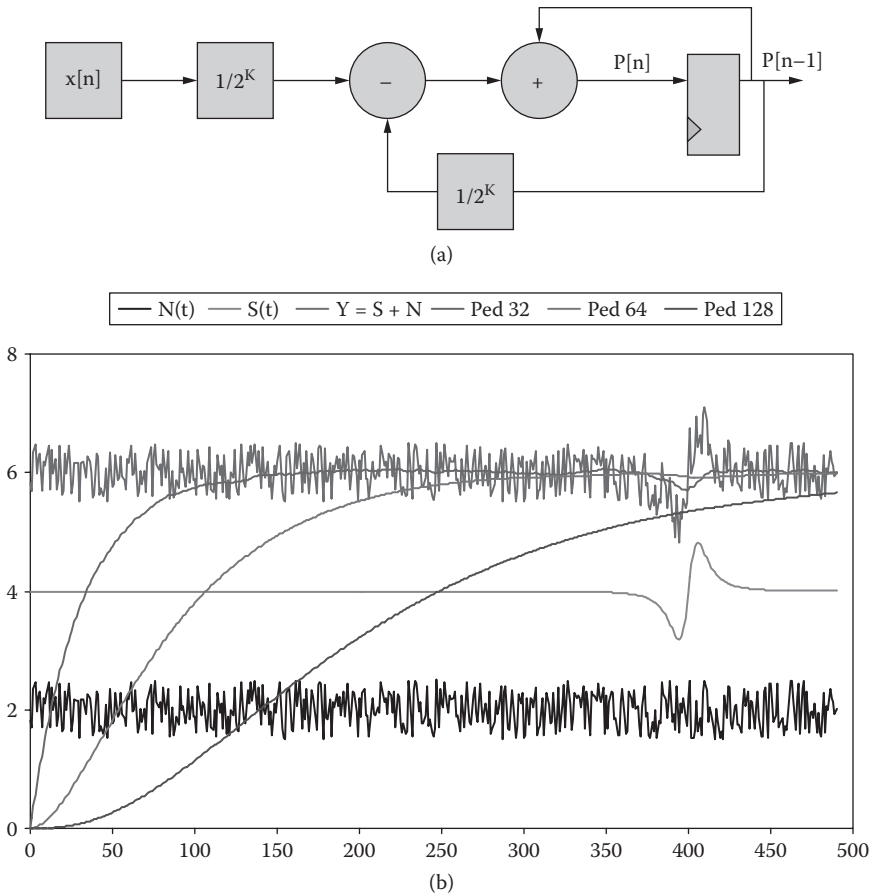 x[n]
1/2^K
−
+
P[n]
P[n−1]
1/2^K
(a)
N(t) S(t) Y = S + N Ped 32 Ped 64 Ped 128
8
6
4
2
0
0 50 100 150 200 250 300 350 400 450 500
(b)